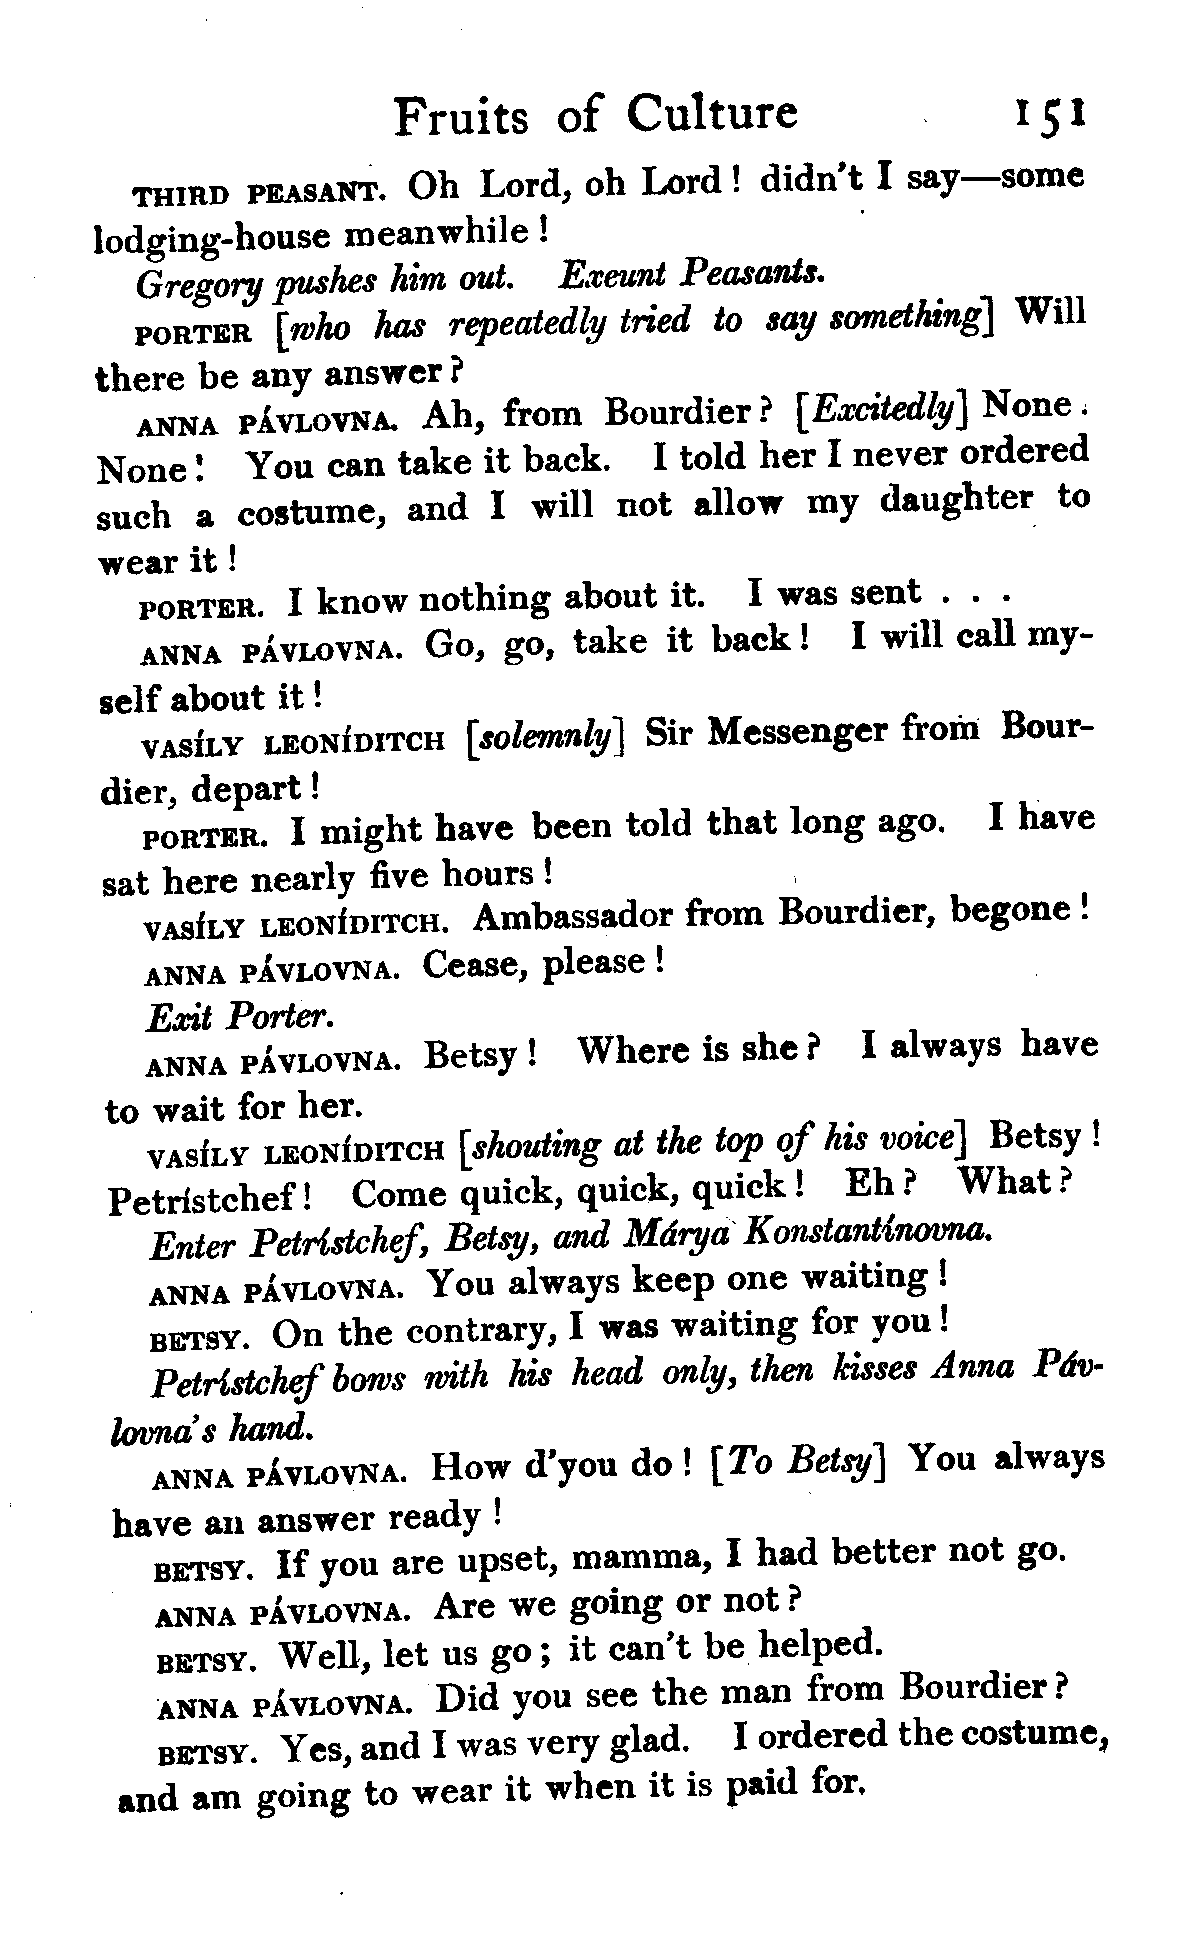 Fruits of Culture 151
THIRD PEASANT. Oh Lord, oh Lord! didn't I say—some
lodging-house meanwhile!
Gregory pushes him out. Exeunt Peasants.
PORTER [who has repeatedly tried to say something] Will
there be any answer?
ANNA PÁVLOVNA. Ah, from Bourdier? [Excitedly] None.
None! You can take it back. I told her I never ordered
such a costume, and I will not allow my daughter to
wear it!
PORTER. I know nothing about it. I was sent . . .
ANNA PÁVLOVNA. Go, go, take it back! I will call my-
self about it!
VASÍLY LEONÍDITCH [solemnly] Sir Messenger from Bour-
dier, depart!
PORTER. I might have been told that long ago. I have
sat here nearly five hours!
VASÍLY LEONÍDITCH. Ambassador from Bourdier, begone!
ANNA PÁVLOVNA. Cease, please!
Exit Porter.
ANNA PÁVLOVNA. Betsy! Where is she? I always have
to wait for her.
VASÍLY LEONÍDITCH [shouting at the top of his voice] Betsy!
Petrístchef! Come quick, quick, quick! Eh? What?
Enter Petrístchef, Betsy, and Márya Konstantínovna.
ANNA PÁVLOVNA. You always keep one waiting!
BETSY. On the contrary, I was waiting for you!
Petrístchef bows with his head only, then kisses Anna Páv-
lovna's hand.
ANNA PÁVLOVNA. How d'you do! [To Betsy] You always
have an answer ready!
BETSY. If you are upset, mamma, I had better not go.
ANNA PÁVLOVNA. Are we going or not?
BETSY. Well, let us go; it can't be helped.
ANNA PÁVLOVNA. Did you see the man from Bourdier?
BETSY. Yes, and I was very glad. I ordered the costume,
and am going to wear it when it is paid for.